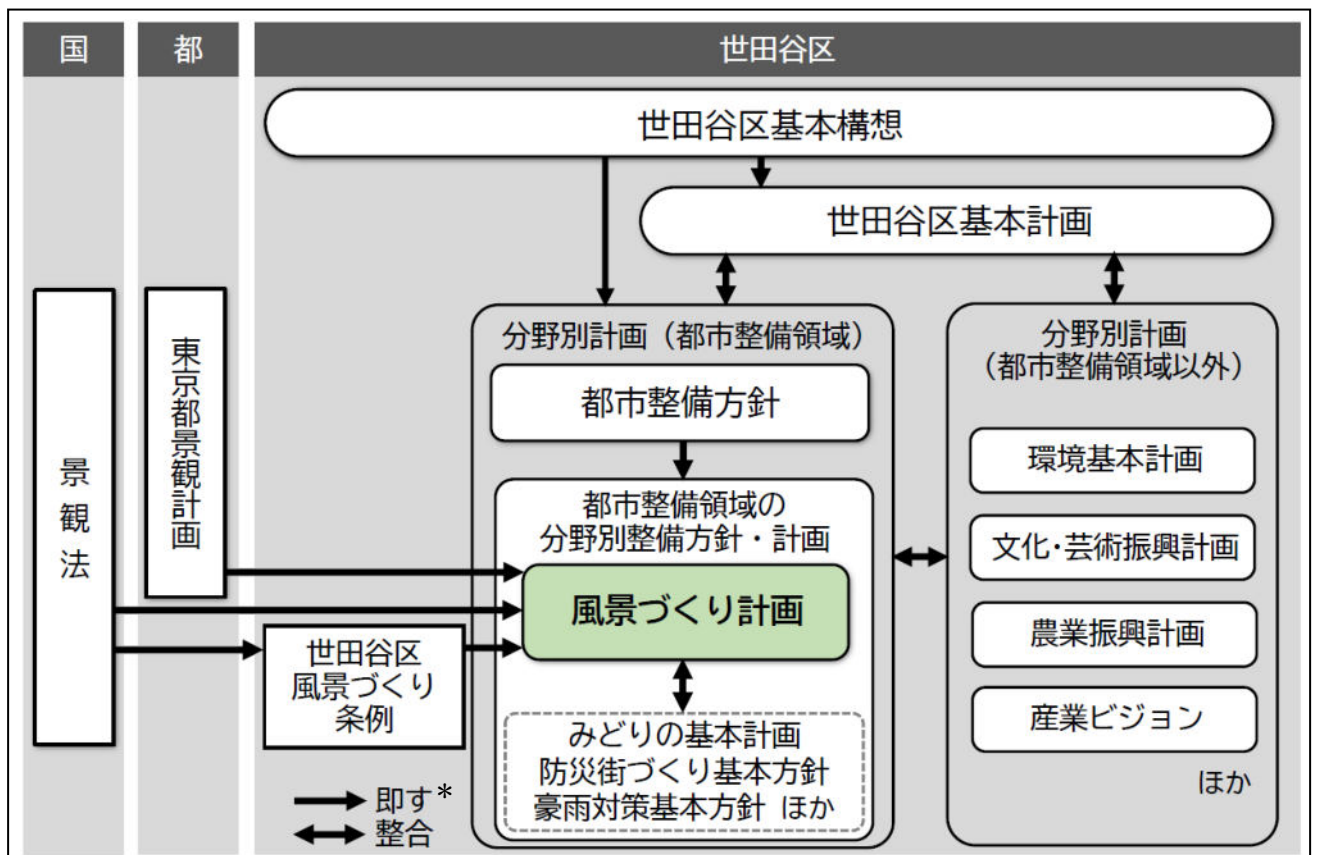 国
都
世田谷区
世田谷区基本構想
世田谷区基本計画
景観法
東京都景観計画
世田谷区
風景づくり
条例
分野別計画（都市整備領域）
都市整備方針
都市整備領域の
分野別整備方針・計画
風景づくり計画
みどりの基本計画
防災街づくり基本方針
豪雨対策基本方針 ほか
分野別計画
（都市整備領域以外）
環境基本計画
文化・芸術振興計画
農業振興計画
産業ビジョン
ほか
即す*
整合